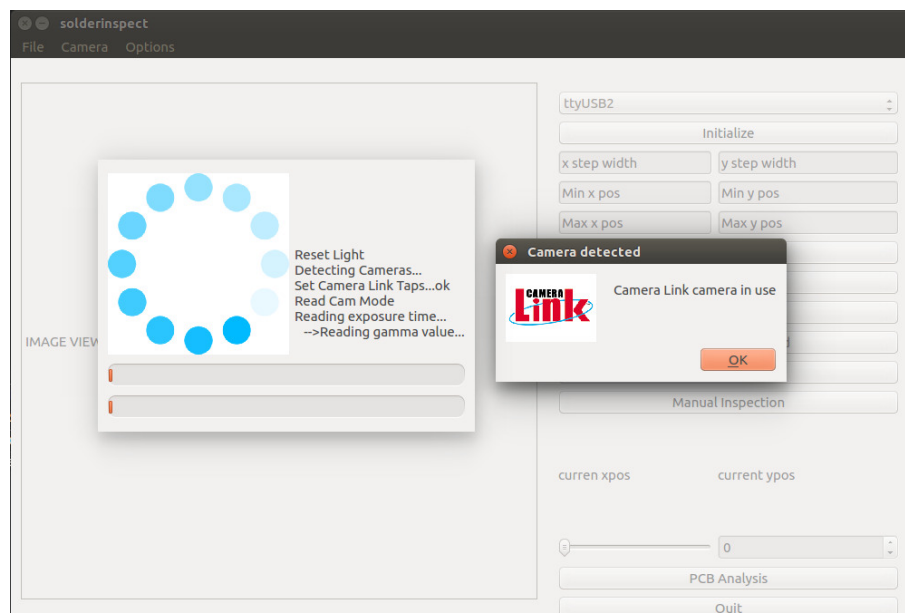 solderinspect
File Camera Options
ttyUSB2
Initialize
x step width
y step width
Min x pos
Min y pos
Max x pos
Max y pos
IMAGE VIEW
Reset Light
Detecting Cameras...
Set Camera Link Taps...ok
Read Cam Mode
Reading exposure time...
-->Reading gamma value...
Camera detected
CAMERA
Link
Camera Link camera in use
OK
Manual Inspection
curren xpos
current ypos
0
PCB Analysis
Quit